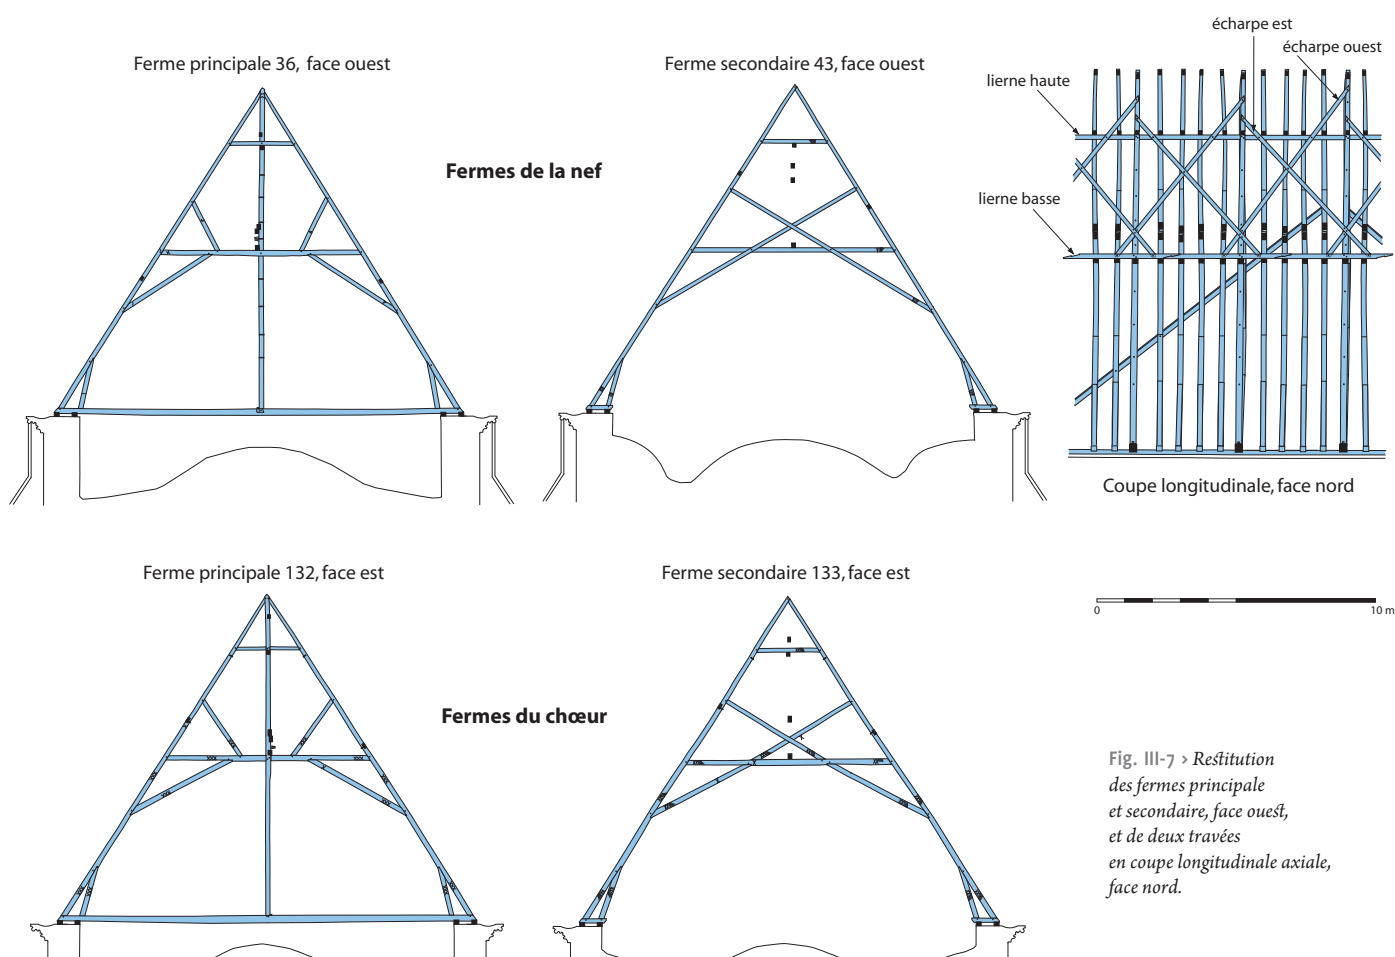 écharpe est
écharpe ouest
Ferme principale 36, face ouest
Ferme secondaire 43, face ouest
lierne haute
Fermes de la nef
lierne basse
Coupe longitudinale, face nord
Ferme principale 132, face est
Ferme secondaire 133, face est
0
10 m
Fermes du chœur
Fig. III-7 › Restitution
des fermes principale
et secondaire, face ouest,
et de deux travées
en coupe longitudinale axiale,
face nord.